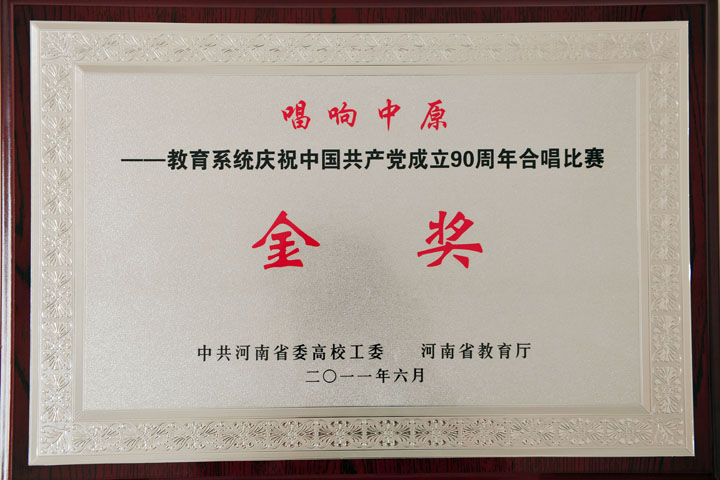 唱响中原
——教育系统庆祝中国共产党成立90周年合唱比赛
金 奖
中共河南省委高校工委 河南省教育厅
二〇一一年六月